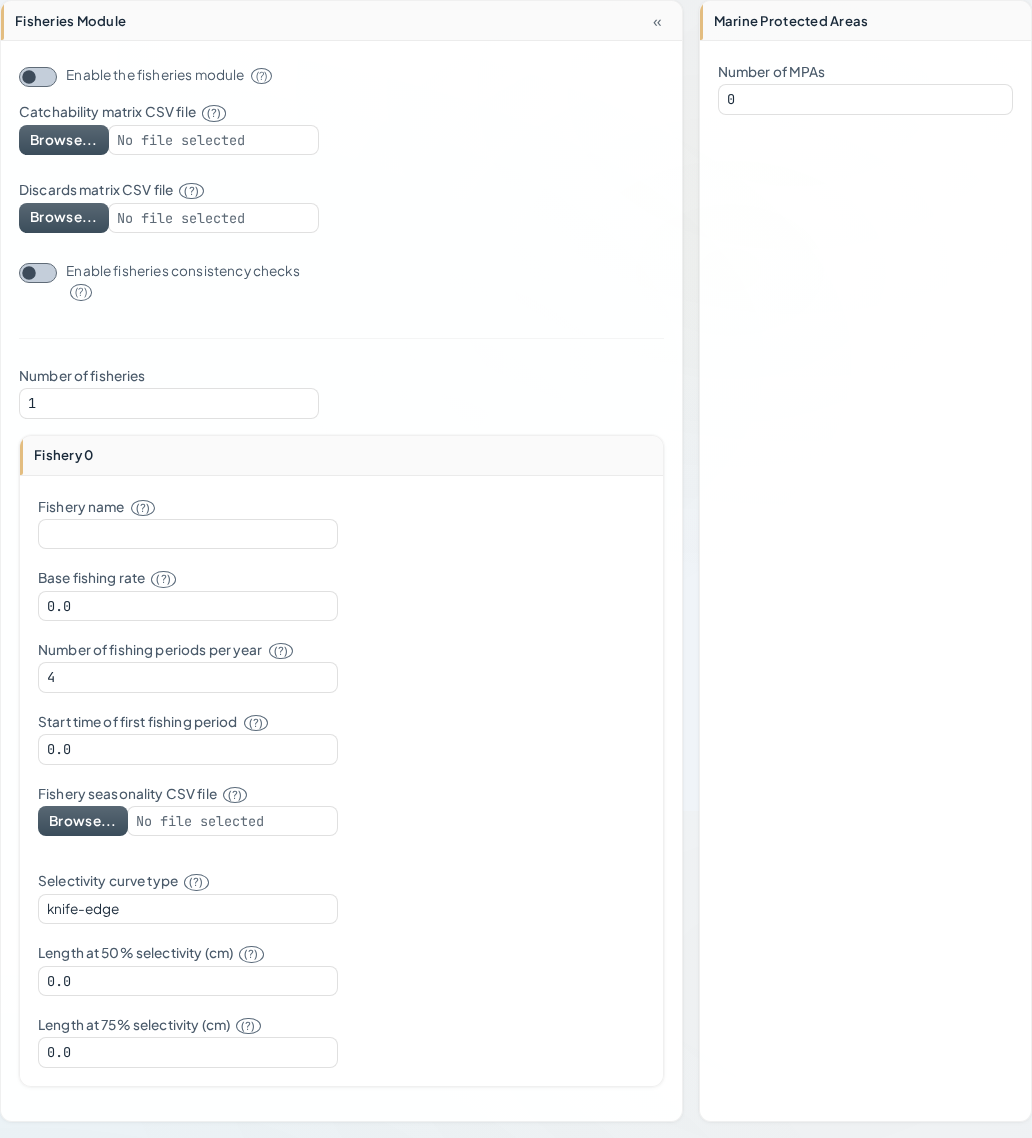 Fisheries Module «
Enable the fisheries module (?)
Catchability matrix CSV file (?)
Browse... No file selected
Discards matrix CSV file (?)
Browse... No file selected
Enable fisheries consistency checks
(?)
Number of fisheries
1
Fishery 0
Fishery name (?)
Base fishing rate (?)
0.0
Number of fishing periods per year (?)
4
Start time of first fishing period (?)
0.0
Fishery seasonality CSV file (?)
Browse... No file selected
Selectivity curve type (?)
knife-edge
Length at 50% selectivity (cm) (?)
0.0
Length at 75% selectivity (cm) (?)
0.0
Marine Protected Areas
Number of MPAs
0